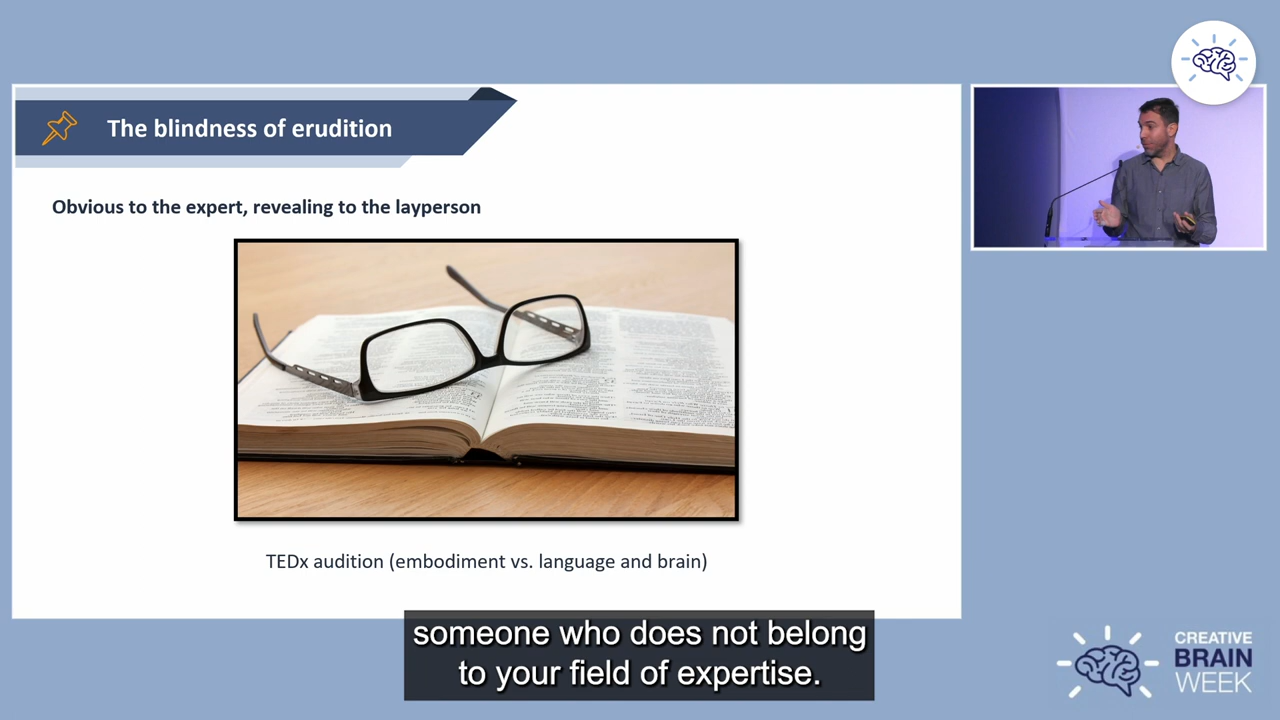 The blindness of erudition
Obvious to the expert, revealing to the layperson
TEDx audition (embodiment vs. language and brain)
someone who does not belong
to your field of expertise.
CREATIVE
BRAIN
WEEK